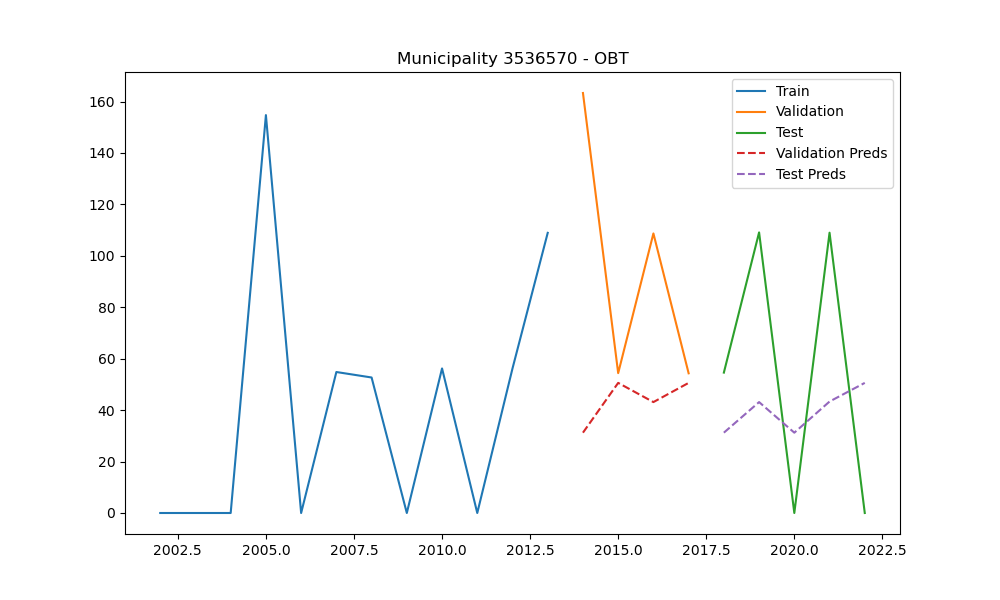 Municipality 3536570 - OBT
Train
Validation
Test
Validation Preds
Test Preds
160
140
120
100
80
60
40
20
0
2002.5 2005.0 2007.5 2010.0 2012.5 2015.0 2017.5 2020.0 2022.5